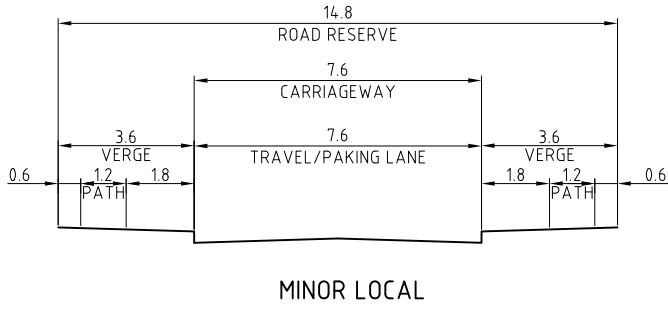 14.8
ROAD RESERVE
7.6
CARRIAGEWAY
3.6 7.6 3.6
VERGE TRAVEL/PAKING LANE VERGE
0.6 1.2 1.8 1.8 1.2 0.6
PATH PATH
MINOR LOCAL